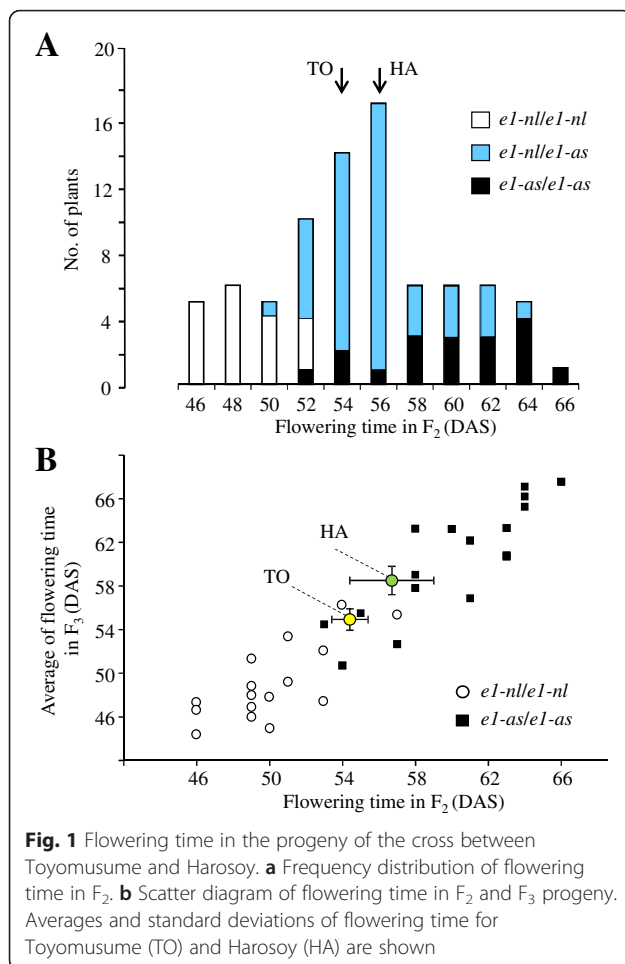 A
TO HA
20
16
12
8
4
0
No. of plants
e1-nl/e1-nl
e1-nl/e1-as
e1-as/e1-as
46 48 50 52 54 56 58 60 62 64 66
Flowering time in F2 (DAS)
B
66
62
58
54
50
46
Average of flowering time
in F3 (DAS)
HA
TO
e1-nl/e1-nl
e1-as/e1-as
46 50 54 58 62 66
Flowering time in F2 (DAS)
Fig. 1 Flowering time in the progeny of the cross between
Toyomusume and Harosoy. a Frequency distribution of flowering
time in F2. b Scatter diagram of flowering time in F2 and F3 progeny.
Averages and standard deviations of flowering time for
Toyomusume (TO) and Harosoy (HA) are shown